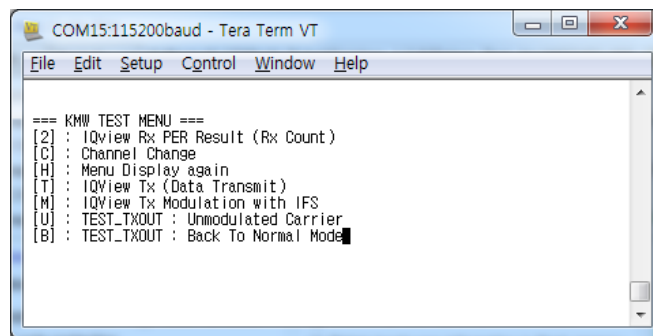 COM15:115200baud - Tera Term VT
File Edit Setup Control Window Help
=== KMW TEST MENU ===
[2] : IQview Rx PER Result (Rx Count)
[C] : Channel Change
[H] : Menu Display again
[T] : IQView Tx (Data Transmit)
[M] : IQView Tx Modulation with IFS
[U] : TEST_TXOUT : Unmodulated Carrier
[B] : TEST_TXOUT : Back To Normal Mode